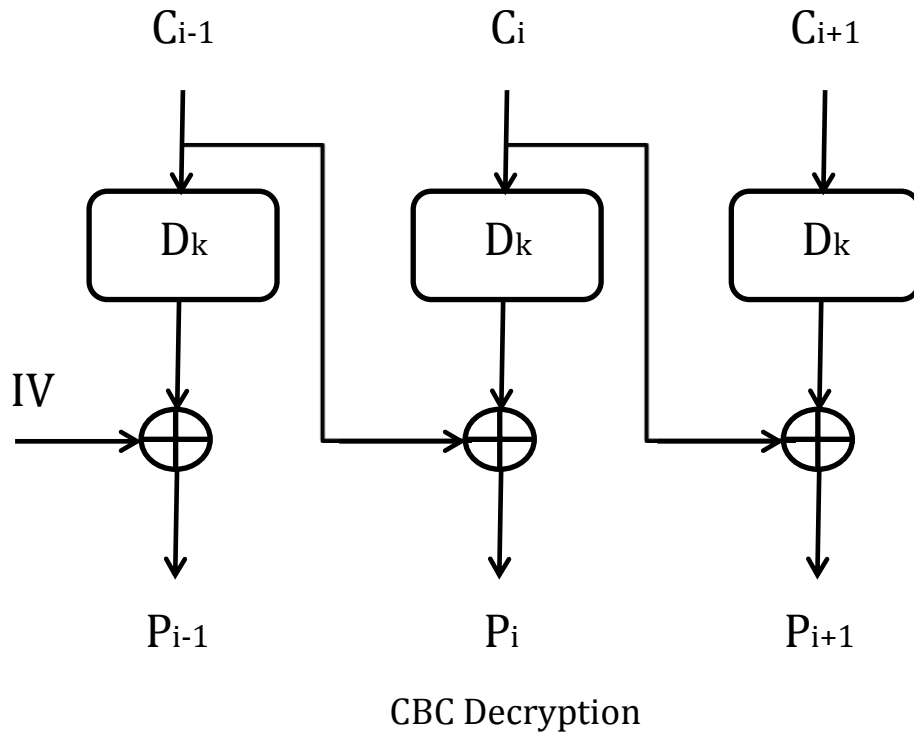 Ci-1 Ci Ci+1
Dk Dk Dk
IV
Pi-1 Pi Pi+1
CBC Decryption